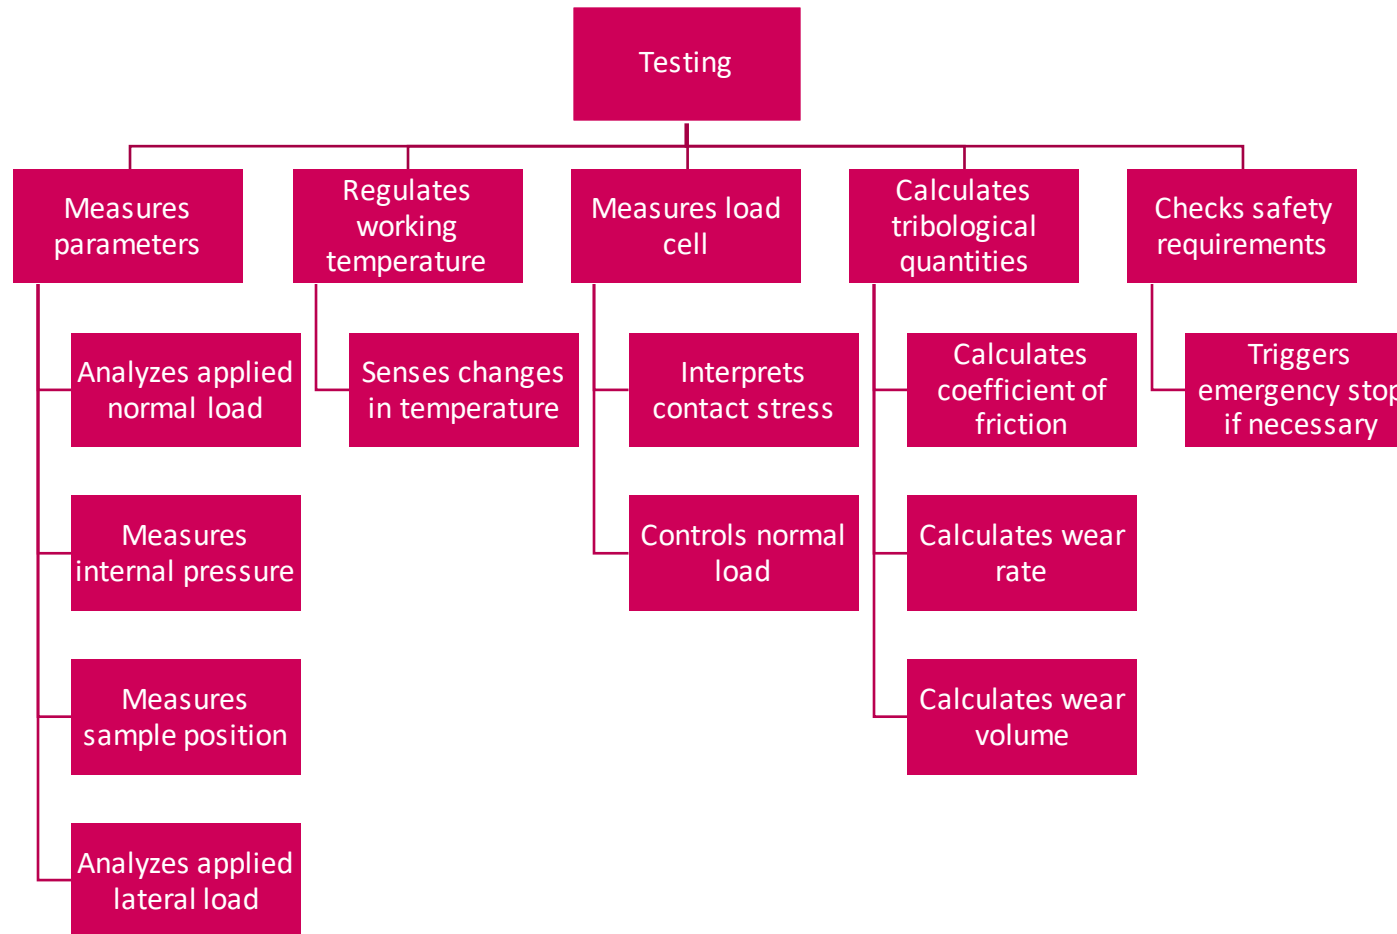 Testing
Measures
parameters
Regulates
working
temperature
Measures load
cell
Calculates
tribological
quantities
Checks safety
requirements
Analyzes applied
normal load
Senses changes
in temperature
Interprets
contact stress
Calculates
coefficient of
friction
Triggers
emergency stop
if necessary
Measures
internal pressure
Controls normal
load
Calculates wear
rate
Measures
sample position
Calculates wear
volume
Analyzes applied
lateral load